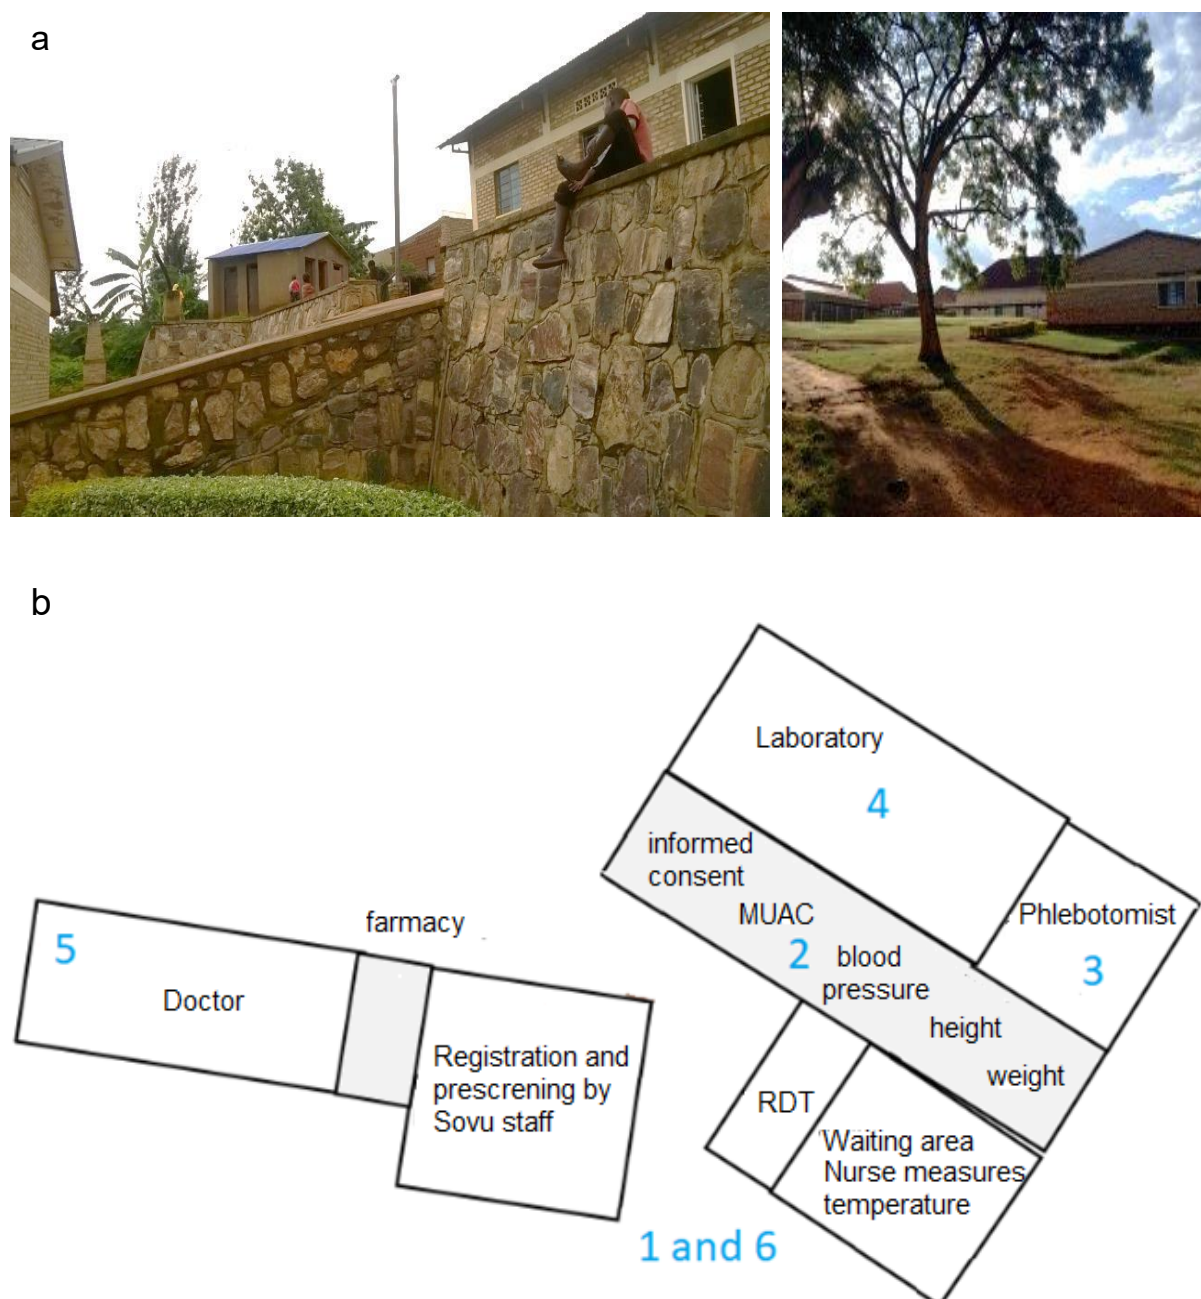 a
b
Laboratory
4
informed
consent
MUAC
2
blood
pressure
height
weight
Phlebotomist
3
farmacy
5
Doctor
Registration and
prescrening by
Sovu staff
RDT
Waiting area
Nurse measures
temperature
1 and 6